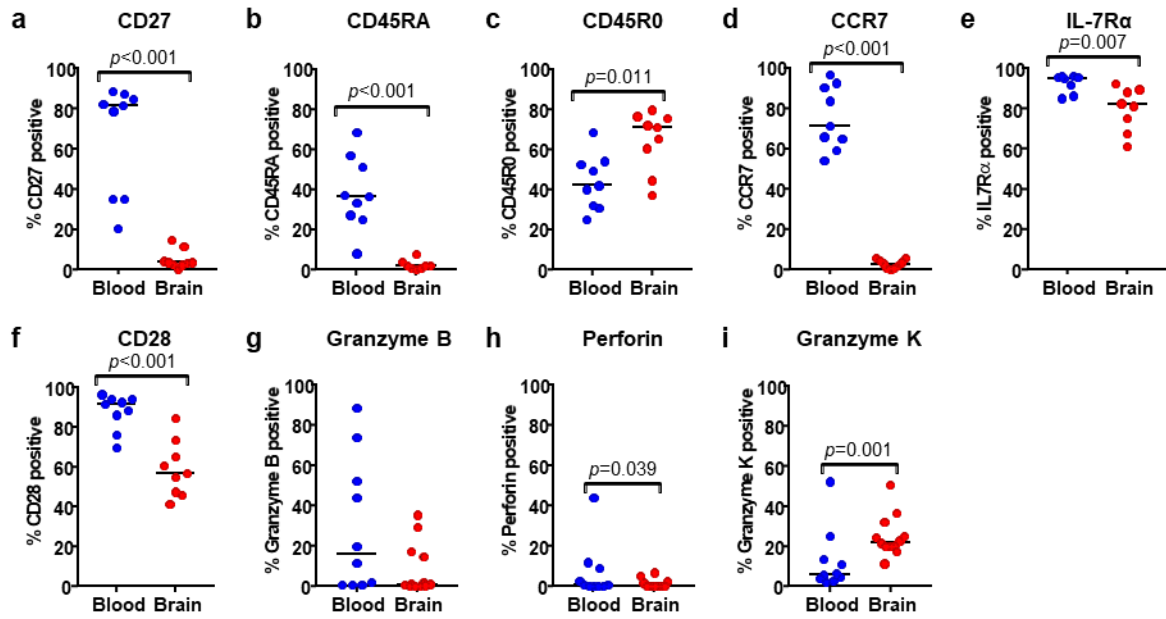 a CD27
p<0.001
100
80
60
40
20
0
% CD27 positive
Blood Brain
b CD45RA
p<0.001
100
80
60
40
20
0
% CD45RA positive
Blood Brain
c CD45R0
p=0.011
100
80
60
40
20
0
% CD45R0 positive
Blood Brain
d CCR7
p<0.001
100
80
60
40
20
0
% CCR7 positive
Blood Brain
e IL-7Rα
p=0.007
100
80
60
40
20
0
% IL7Rα positive
Blood Brain
f CD28
p<0.001
100
80
60
40
20
0
% CD28 positive
Blood Brain
g Granzyme B
100
80
60
40
20
0
% Granzyme B positive
Blood Brain
h Perforin
p=0.039
100
80
60
40
20
0
% Perforin positive
Blood Brain
i Granzyme K
p=0.001
100
80
60
40
20
0
% Granzyme K positive
Blood Brain